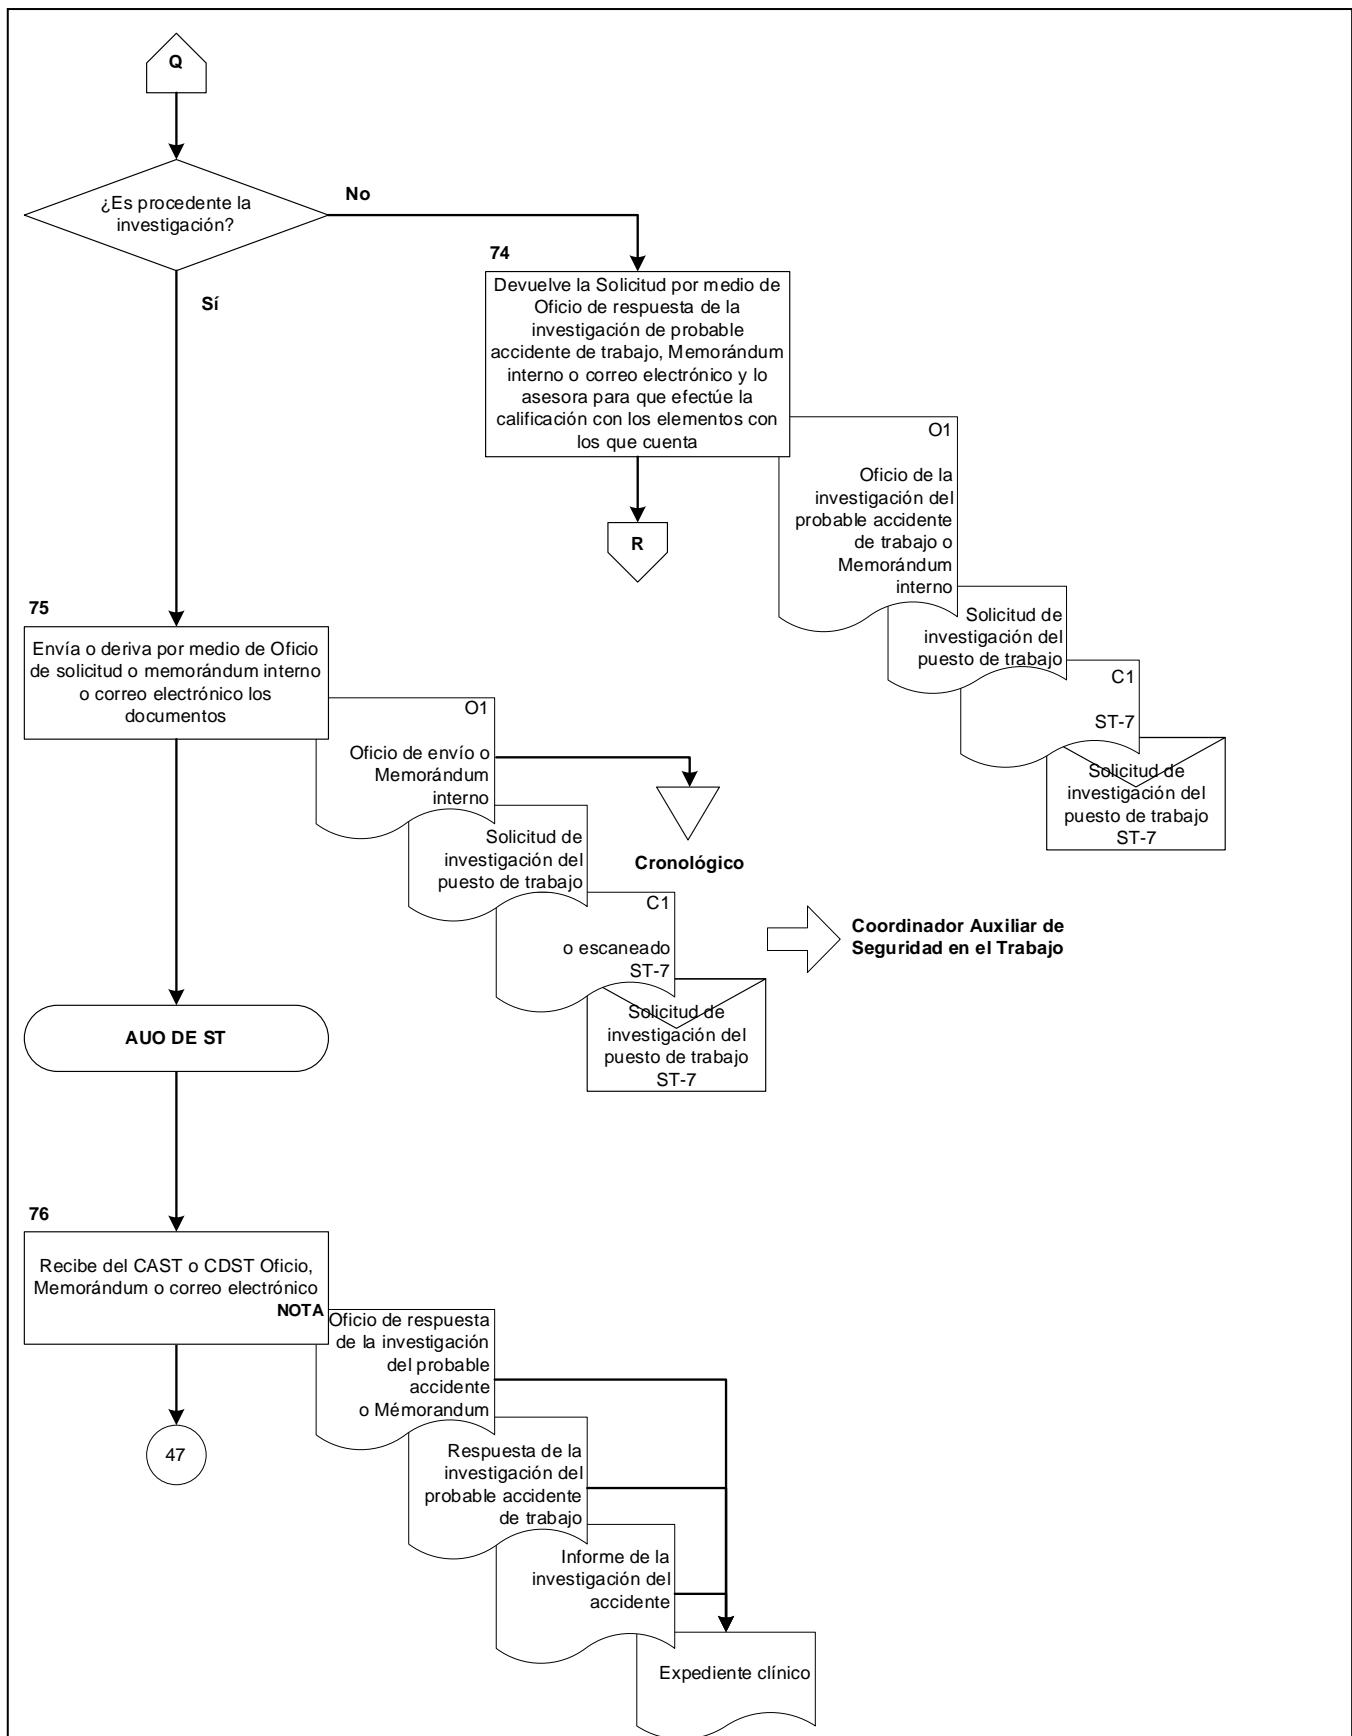 Q
¿Es procedente la
investigación?
No
Sí
74
Devuelve la Solicitud por medio de
Oficio de respuesta de la
investigación de probable
accidente de trabajo, Memorándum
interno o correo electrónico y lo
asesora para que efectúe la
calificación con los elementos con
los que cuenta
R
O1
Oficio de la
investigación del
probable accidente
de trabajo o
Memorándum
interno
Solicitud de
investigación del
puesto de trabajo
C1
ST-7
Solicitud de
investigación del
puesto de trabajo
ST-7
75
Envía o deriva por medio de Oficio
de solicitud o memorándum interno
o correo electrónico los
documentos
O1
Oficio de envío o
Memorándum
interno
Cronológico
Solicitud de
investigación del
puesto de trabajo
C1
o escaneado
ST-7
Solicitud de
investigación del
puesto de trabajo
ST-7
Coordinador Auxiliar de
Seguridad en el Trabajo
AUO DE ST
76
Recibe del CAST o CDST Oficio,
Memorándum o correo electrónico
NOTA
Oficio de respuesta
de la investigación
del probable
accidente
o Mémorandum
47
Respuesta de la
investigación del
probable accidente
de trabajo
Informe de la
investigación del
accidente
Expediente clínico